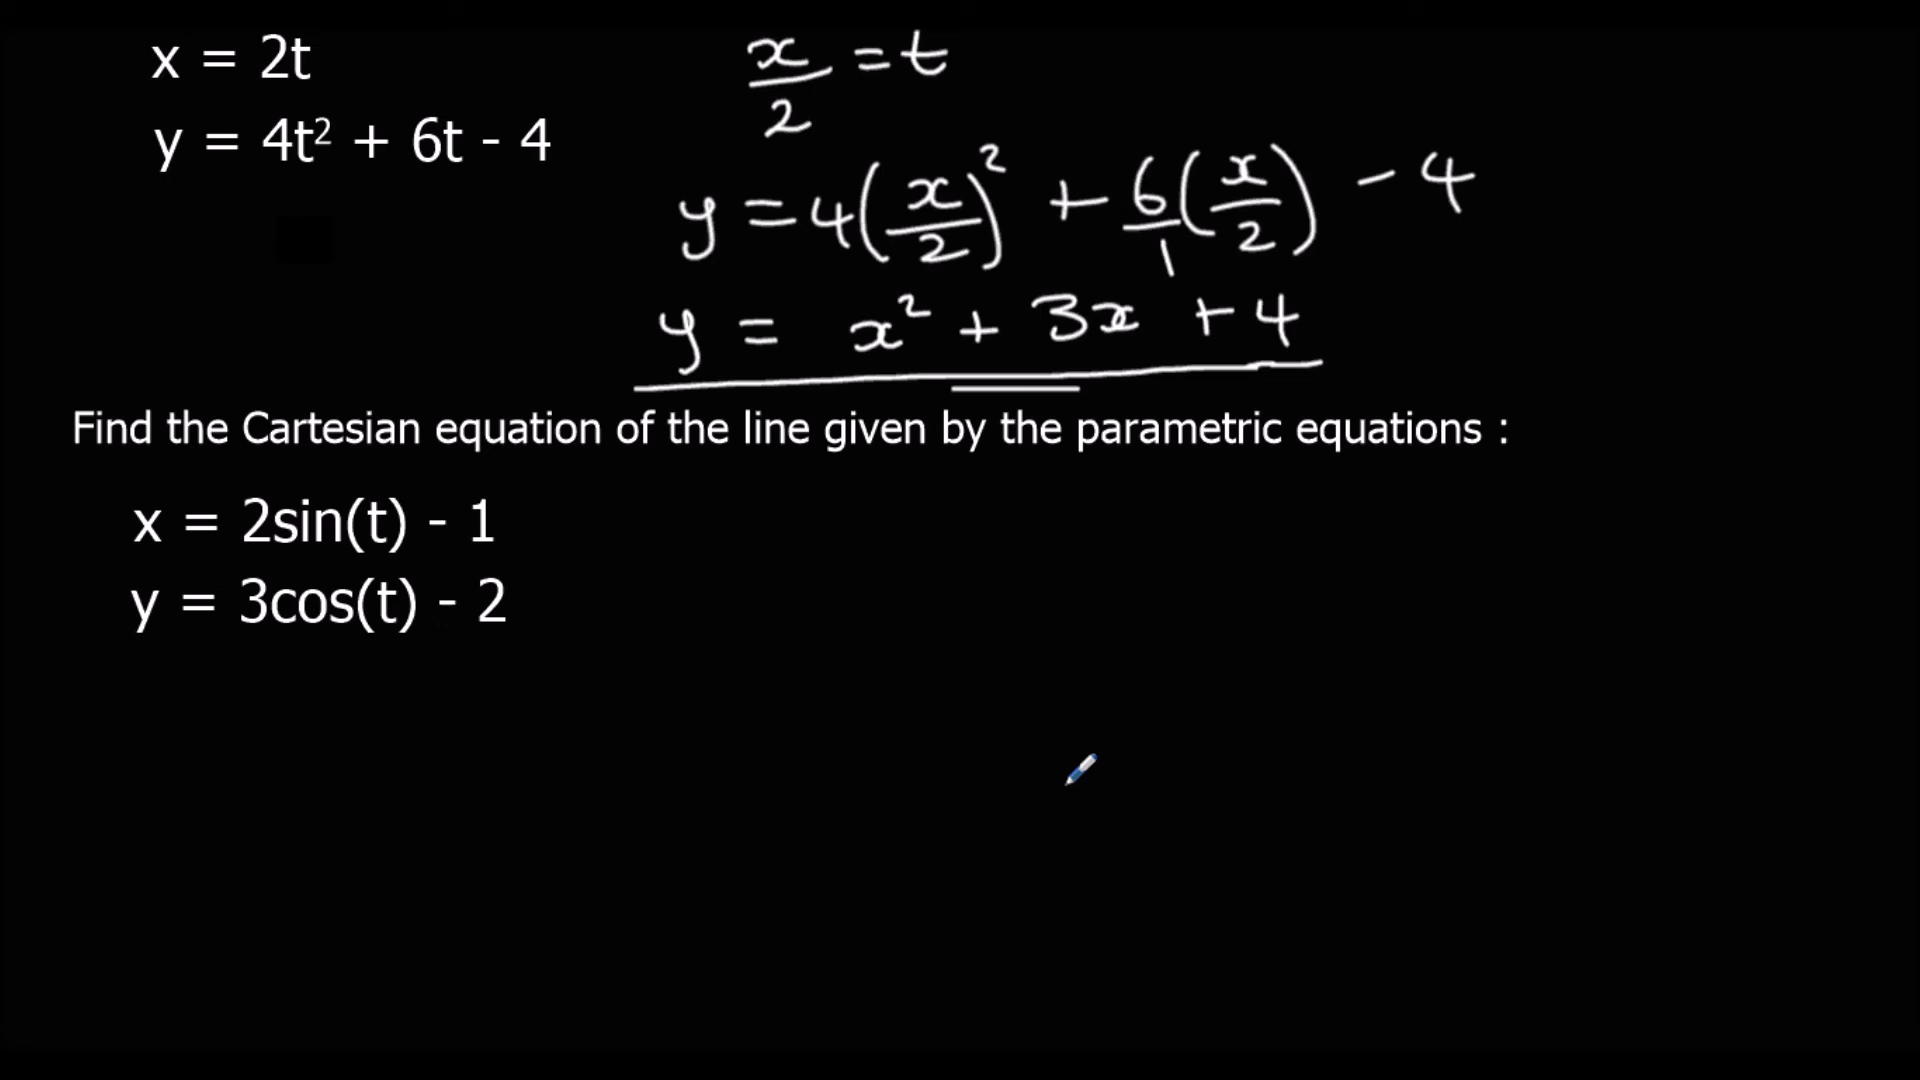 x = 2t
y = 4t² + 6t - 4
x/2 = t
y = 4(x/2)² + 6/1(x/2) - 4
y = x² + 3x + 4
Find the Cartesian equation of the line given by the parametric equations :
x = 2sin(t) - 1
y = 3cos(t) - 2